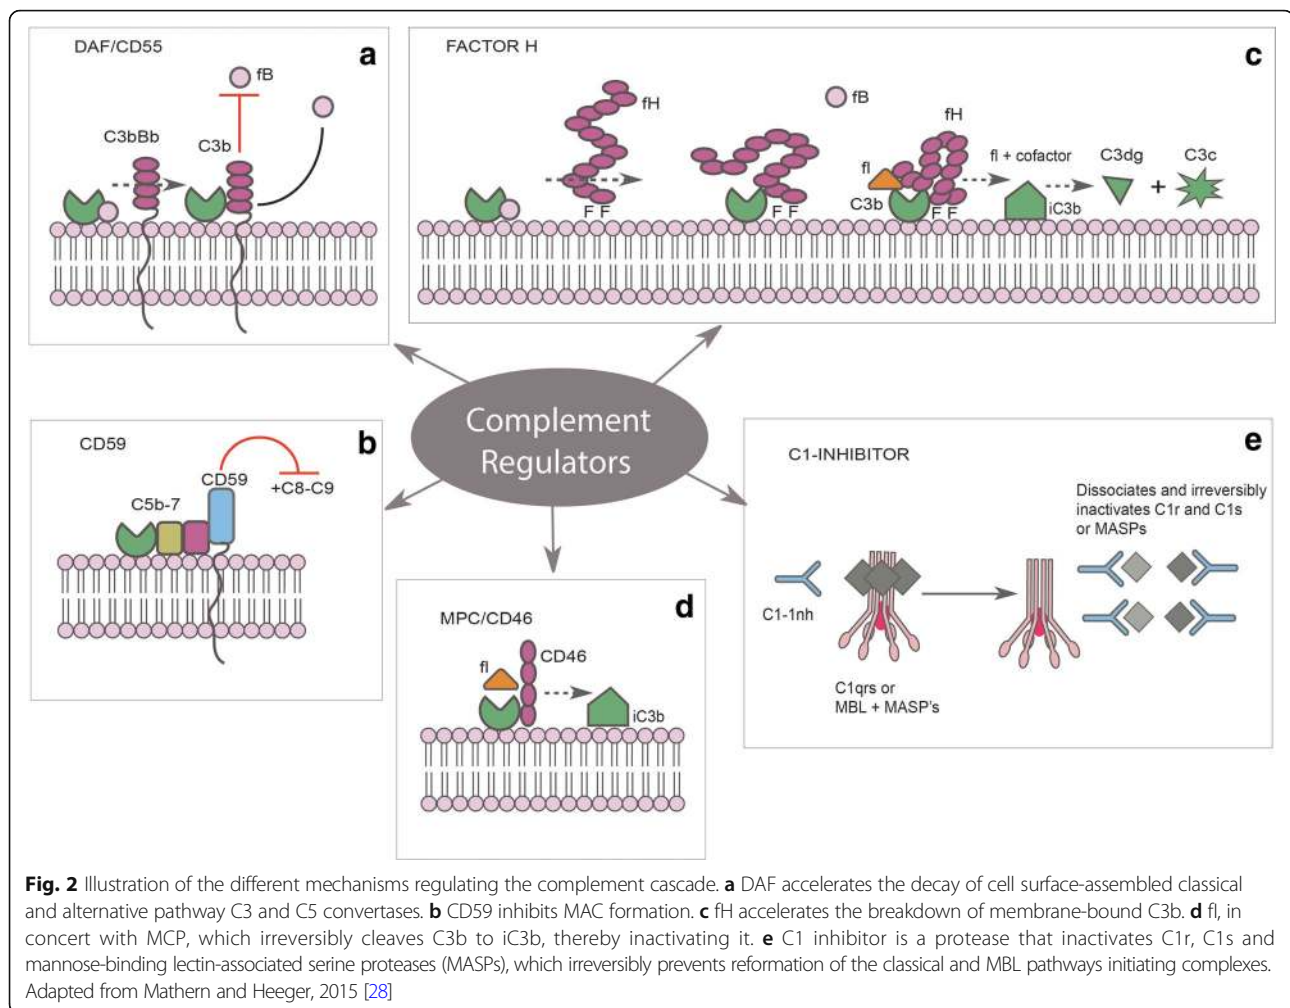 DAF/CD55
a
fB
C3bBb
C3b
FACTOR H
c
fH
fB
fH
fI
fI + cofactor
C3dg
C3c
C3b
+
F F
F F
F F
iC3b
Complement
Regulators
CD59
b
CD59
+C8-C9
C5b-7
MPC/CD46
d
CD46
fI
iC3b
e
C1-INHIBITOR
Dissociates and irreversibly
inactivates C1r and C1s
or MASPs
C1-1nh
C1qrs or
MBL + MASP's
Fig. 2 Illustration of the different mechanisms regulating the complement cascade. a DAF accelerates the decay of cell surface-assembled classical
and alternative pathway C3 and C5 convertases. b CD59 inhibits MAC formation. c fH accelerates the breakdown of membrane-bound C3b. d fI, in
concert with MCP, which irreversibly cleaves C3b to iC3b, thereby inactivating it. e C1 inhibitor is a protease that inactivates C1r, C1s and
mannose-binding lectin-associated serine proteases (MASPs), which irreversibly prevents reformation of the classical and MBL pathways initiating complexes.
Adapted from Mathern and Heeger, 2015 [28]